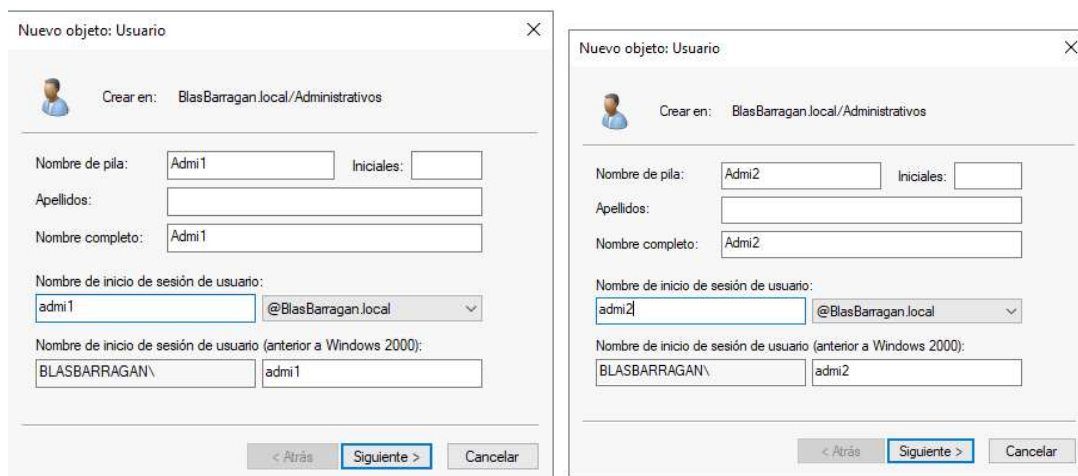 Nuevo objeto: Usuario
Crear en: BlasBarragan.local/Administrativos
Nombre de pila: Admi1 Iniciales:
Apellidos:
Nombre completo: Admi1
Nombre de inicio de sesión de usuario:
admi1 @BlasBarragan.local
Nombre de inicio de sesión de usuario (anterior a Windows 2000):
BLASBARRAGAN\ admi1
< Atrás Siguiente > Cancelar
Nuevo objeto: Usuario
Crear en: BlasBarragan.local/Administrativos
Nombre de pila: Admi2 Iniciales:
Apellidos:
Nombre completo: Admi2
Nombre de inicio de sesión de usuario:
admi2 @BlasBarragan.local
Nombre de inicio de sesión de usuario (anterior a Windows 2000):
BLASBARRAGAN\ admi2
< Atrás Siguiente > Cancelar